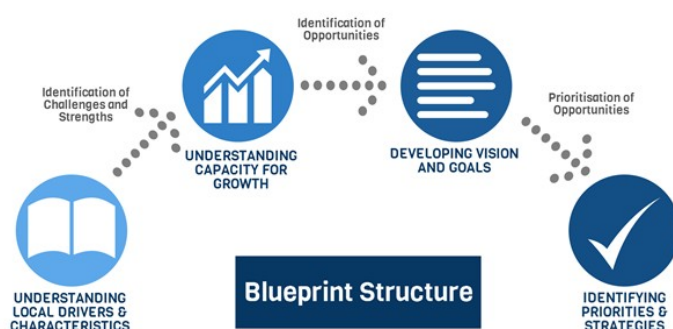 Identification of
Opportunities
Identification of
Challenges and
Strengths
Prioritisation of
Opportunities
UNDERSTANDING
CAPACITY FOR
GROWTH
DEVELOPING VISION
AND GOALS
UNDERSTANDING
LOCAL DRIVERS &
CHARACTERISTICS
Blueprint Structure
IDENTIFYING
PRIORITIES &
STRATEGIES